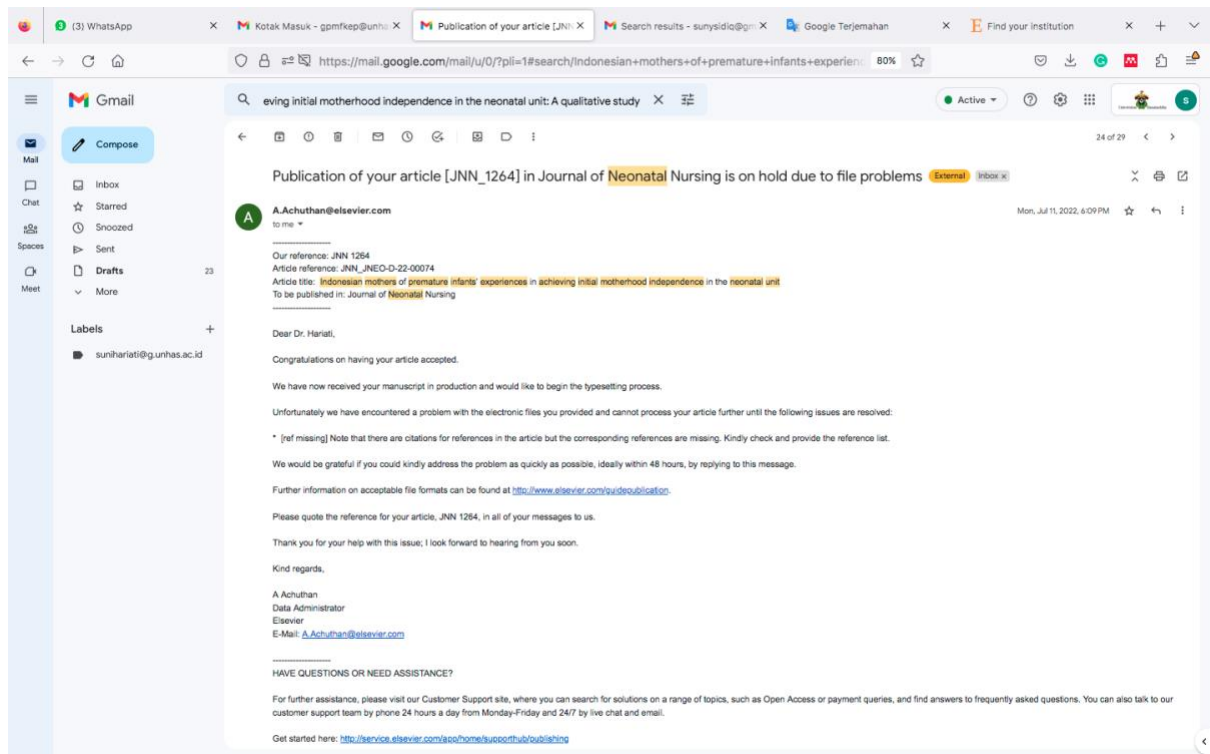 (3) WhatsApp
Kotak Masuk - gpmfkep@unha
Publication of your article [JNN
Search results - sunysidiq@gm
Google Terjemahan
Find your institution
https://mail.google.com/mail/u/0/?pli=1#search/Indonesian+mothers+of+premature+infants+experienc
80%
Gmail
eving initial motherhood independence in the neonatal unit: A qualitative study
Active
S
Compose
24 of 29
Mail
Chat
Spaces
Meet
Inbox
Starred
Snoozed
Sent
Drafts 23
More
Labels
sunihariati@g.unhas.ac.id
Publication of your article [JNN_1264] in Journal of Neonatal Nursing is on hold due to file problems External Inbox x
A
A.Achuthan@elsevier.com
Mon, Jul 11, 2022, 6:09 PM
to me
--------------------
Our reference: JNN 1264
Article reference: JNN_JNEO-D-22-00074
Article title: Indonesian mothers of premature infants' experiences in achieving initial motherhood independence in the neonatal unit
To be published in: Journal of Neonatal Nursing
--------------------
Dear Dr. Hariati,
Congratulations on having your article accepted.
We have now received your manuscript in production and would like to begin the typesetting process.
Unfortunately we have encountered a problem with the electronic files you provided and cannot process your article further until the following issues are resolved:
* [ref missing] Note that there are citations for references in the article but the corresponding references are missing. Kindly check and provide the reference list.
We would be grateful if you could kindly address the problem as quickly as possible, ideally within 48 hours, by replying to this message.
Further information on acceptable file formats can be found at http://www.elsevier.com/guidepublication.
Please quote the reference for your article, JNN 1264, in all of your messages to us.
Thank you for your help with this issue; I look forward to hearing from you soon.
Kind regards,
A Achuthan
Data Administrator
Elsevier
E-Mail: A.Achuthan@elsevier.com
--------------------
HAVE QUESTIONS OR NEED ASSISTANCE?
For further assistance, please visit our Customer Support site, where you can search for solutions on a range of topics, such as Open Access or payment queries, and find answers to frequently asked questions. You can also talk to our
customer support team by phone 24 hours a day from Monday-Friday and 24/7 by live chat and email.
Get started here: http://service.elsevier.com/app/home/supporthub/publishing